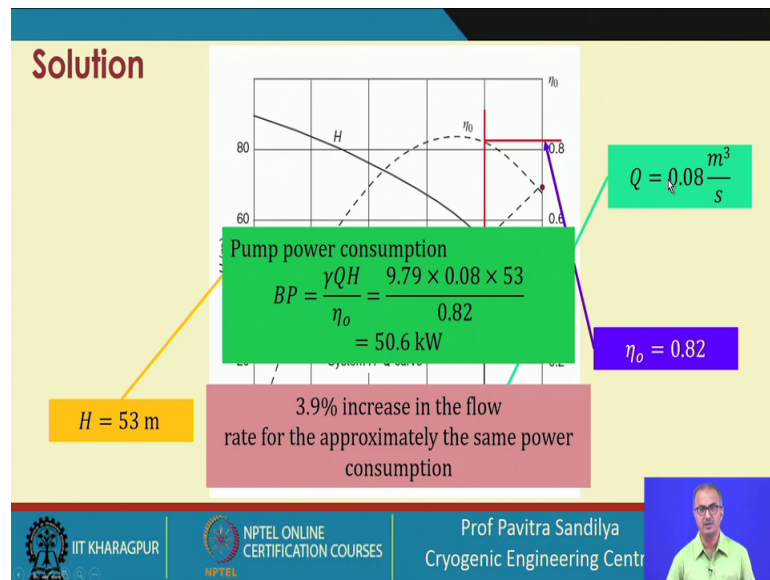 Solution
η₀
H
η₀
80
0.8
Q = 0.08 m³/s
60
0.6
Pump power consumption
BP = γQH/ηₒ = 9.79 × 0.08 × 53/0.82
= 50.6 kW
ηₒ = 0.82
3.9% increase in the flow
rate for the approximately the same power
consumption
H = 53 m
IIT KHARAGPUR
NPTEL
NPTEL ONLINE
CERTIFICATION COURSES
Prof Pavitra Sandilya
Cryogenic Engineering Centr